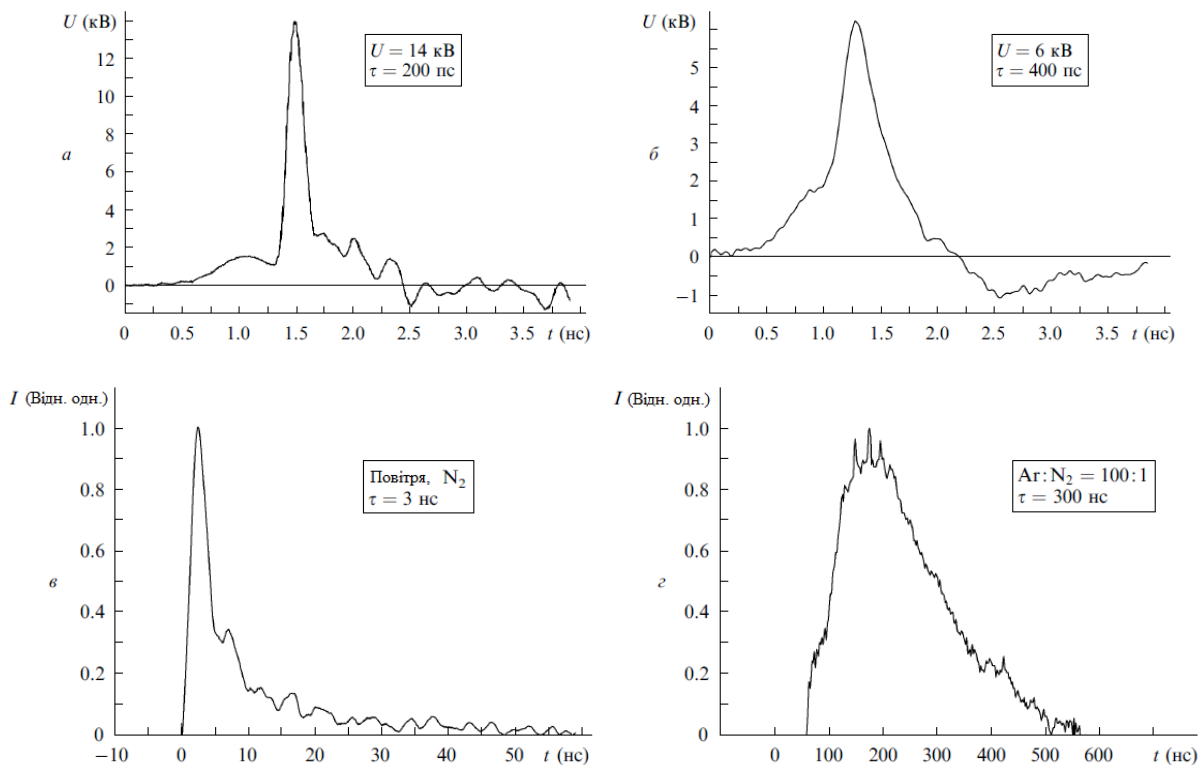 U (кВ)
U = 14 кВ
τ = 200 пс
12
10
8
6
4
2
0
а
0 0.5 1.0 1.5 2.0 2.5 3.0 3.5 t (нс)
U (кВ)
U = 6 кВ
τ = 400 пс
5
4
3
2
1
0
−1
б
0 0.5 1.0 1.5 2.0 2.5 3.0 3.5 t (нс)
I (Відн. одн.)
Повітря, N₂
τ = 3 нс
1.0
0.8
0.6
0.4
0.2
0
в
−10 0 10 20 30 40 50 t (нс)
I (Відн. одн.)
Ar : N₂ = 100 : 1
τ = 300 нс
1.0
0.8
0.6
0.4
0.2
0
г
0 100 200 300 400 500 600 t (нс)